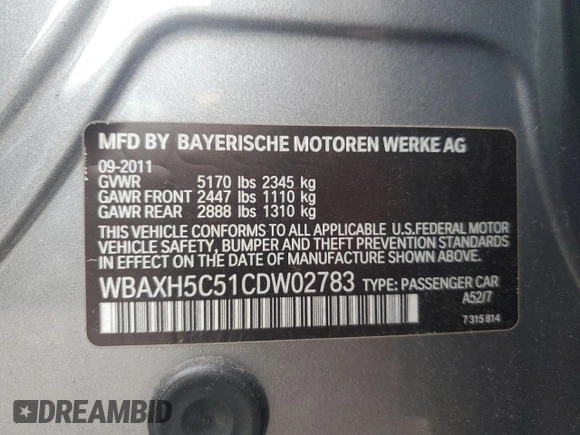 MFD BY BAYERISCHE MOTOREN WERKE AG
09-2011
GVWR 5170 lbs 2345 kg
GAWR FRONT 2447 lbs 1110 kg
GAWR REAR 2888 lbs 1310 kg
THIS VEHICLE CONFORMS TO ALL APPLICABLE U.S.FEDERAL MOTOR
VEHICLE SAFETY, BUMPER AND THEFT PREVENTION STANDARDS
IN EFFECT ON THE DATE OF MANUFACTURE SHOWN ABOVE.
WBAXH5C51CDW02783 TYPE: PASSENGER CAR
A52/7
7315814
DREAMBID